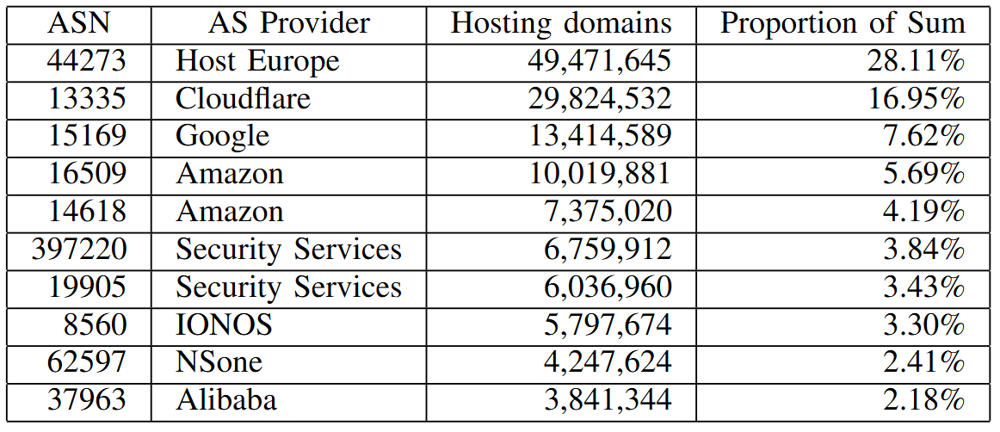 ASN AS Provider Hosting domains Proportion of Sum
44273 Host Europe 49,471,645 28.11%
13335 Cloudflare 29,824,532 16.95%
15169 Google 13,414,589 7.62%
16509 Amazon 10,019,881 5.69%
14618 Amazon 7,375,020 4.19%
397220 Security Services 6,759,912 3.84%
19905 Security Services 6,036,960 3.43%
8560 IONOS 5,797,674 3.30%
62597 NSone 4,247,624 2.41%
37963 Alibaba 3,841,344 2.18%